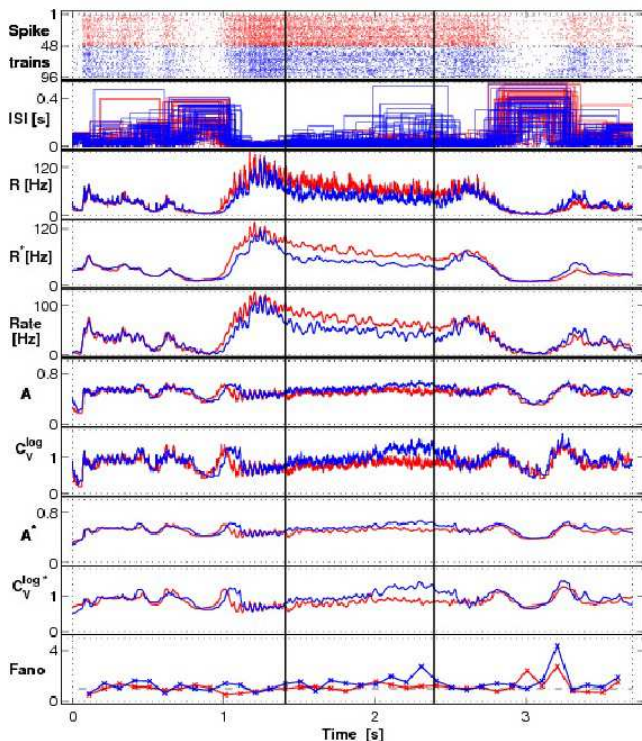 1
Spike
48
trains
96
0.4
ISI [s]
0
120
R [Hz]
0
120
R* [Hz]
0
100
Rate
[Hz]
0
0.8
A
0
C_V^log
1
0
0.8
A*
0
C_V^log*
1
0
4
Fano
0
0 1 2 3
Time [s]